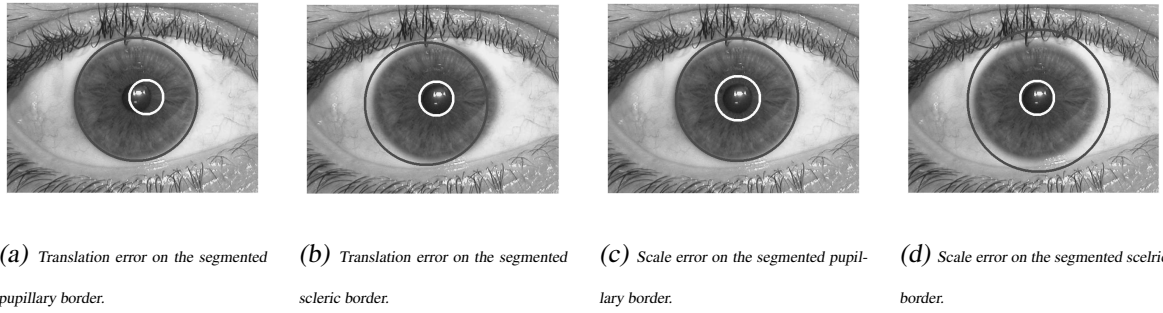 (a) Translation error on the segmented
pupillary border.
(b) Translation error on the segmented
scleric border.
(c) Scale error on the segmented pupil-
lary border.
(d) Scale error on the segmented scelric
border.